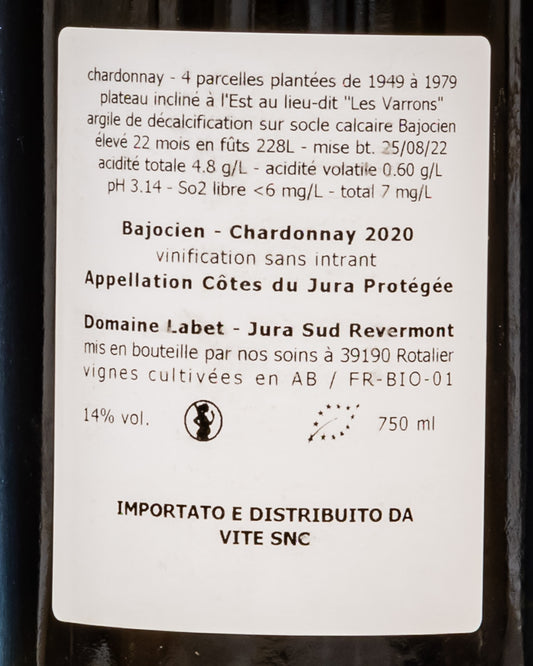 chardonnay - 4 parcelles plantées de 1949 à 1979
plateau incliné à l'Est au lieu-dit "Les Varrons"
argile de décalcification sur socle calcaire Bajocien
élevé 22 mois en fûts 228L - mise bt. 25/08/22
acidité totale 4.8 g/L - acidité volatile 0.60 g/L
pH 3.14 - So2 libre <6 mg/L - total 7 mg/L
Bajocien - Chardonnay 2020
vinification sans intrant
Appellation Côtes du Jura Protégée
Domaine Labet - Jura Sud Revermont
mis en bouteille par nos soins à 39190 Rotalier
vignes cultivées en AB / FR-BIO-01
14% vol. 750 ml
IMPORTATO E DISTRIBUITO DA
VITE SNC